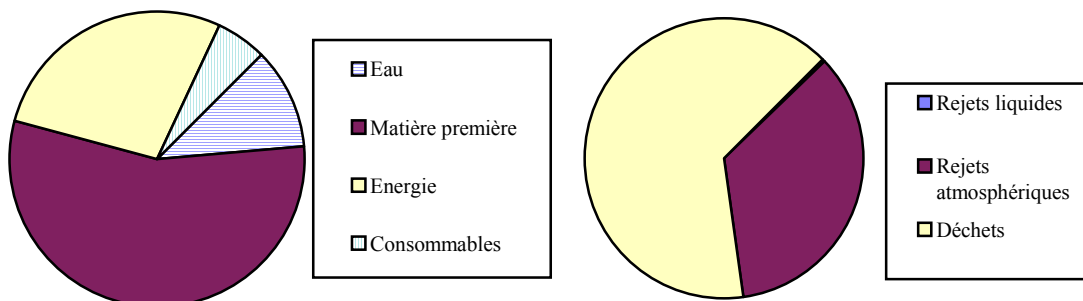 Eau
Matière première
Energie
Consommables
Rejets liquides
Rejets
atmosphériques
Déchets